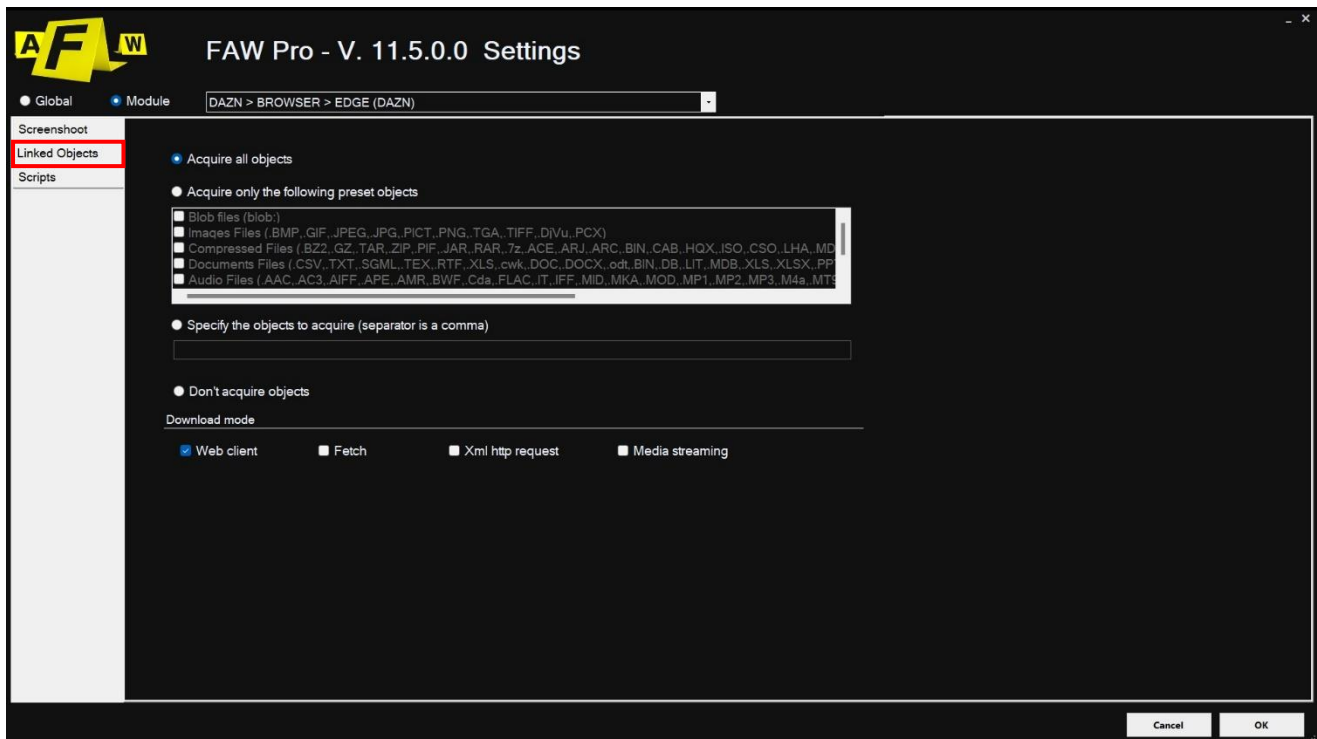 A F W
FAW Pro - V. 11.5.0.0 Settings
Global Module DAZN > BROWSER > EDGE (DAZN)
Screenshoot
Linked Objects
Scripts
Acquire all objects
Acquire only the following preset objects
Blob files (blob:)
Images Files (.BMP,.GIF,.JPEG,.JPG,.PICT,.PNG,.TGA,.TIFF,.DjVu,.PCX)
Compressed Files (.BZ2,.GZ,.TAR,.ZIP,.PIF,.JAR,.RAR,.7z,.ACE,.ARJ,.ARC,.BIN,.CAB,.HQX,.ISO,.CSO,.LHA,.MD
Documents Files (.CSV,.TXT,.SGML,.TEX,.RTF,.XLS,.cwk,.DOC,.DOCX,.odt,.BIN,.DB,.LIT,.MDB,.XLS,.XLSX,.PP
Audio Files (.AAC,.AC3,.AIFF,.APE,.AMR,.BWF,.Cda,.FLAC,.IT,.IFF,.MID,.MKA,.MOD,.MP1,.MP2,.MP3,.M4a,.MT9
Specify the objects to acquire (separator is a comma)
Don't acquire objects
Download mode
Web client Fetch Xml http request Media streaming
Cancel OK